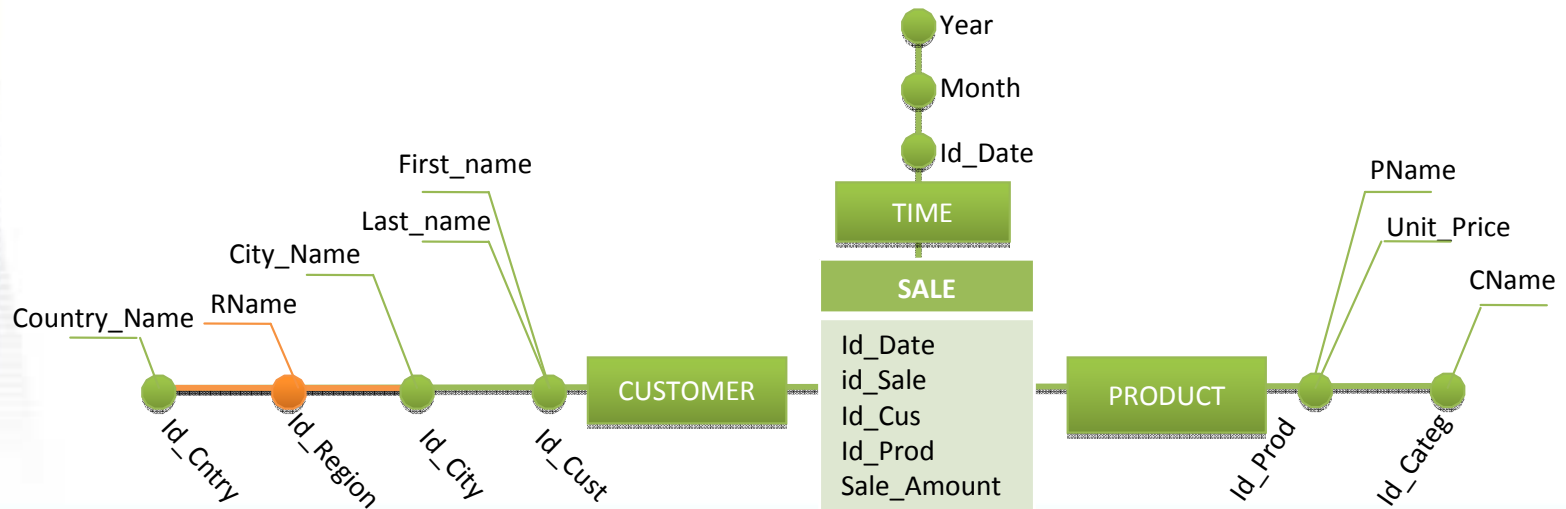 Year
Month
Id_Date
First_name
PName
TIME
Last_name
Unit_Price
City_Name
CName
SALE
RName
Country_Name
Id_Date
id_Sale
Id_Cus
Id_Prod
Sale_Amount
CUSTOMER
PRODUCT
Id_Cntry
Id_Region
Id_City
Id_Cust
Id_Prod
Id_Categ